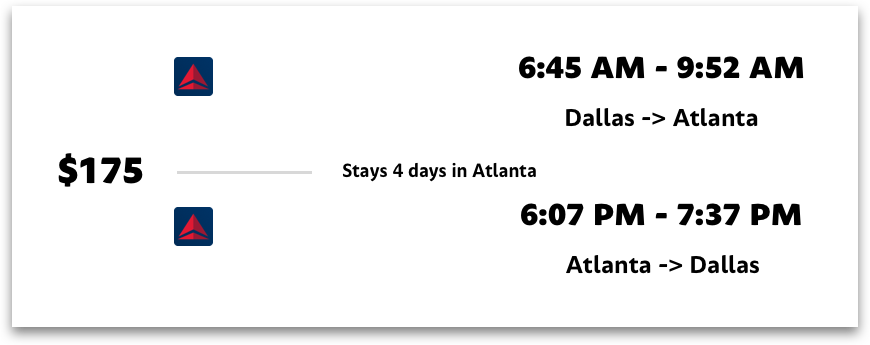 6:45 AM - 9:52 AM
Dallas -> Atlanta
$175
Stays 4 days in Atlanta
6:07 PM - 7:37 PM
Atlanta -> Dallas